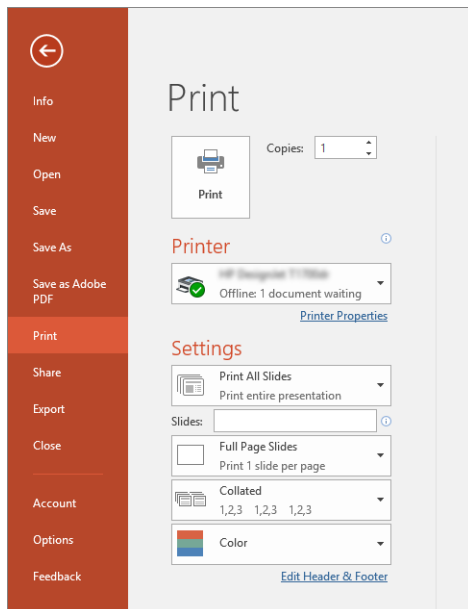 Info
New
Open
Save
Save As
Save as Adobe
PDF
Print
Share
Export
Close
Account
Options
Feedback
Print
Copies: 1
Print
Printer
Offline: 1 document waiting
Printer Properties
Settings
Print All Slides
Print entire presentation
Slides:
Full Page Slides
Print 1 slide per page
Collated
1,2,3 1,2,3 1,2,3
Color
Edit Header & Footer